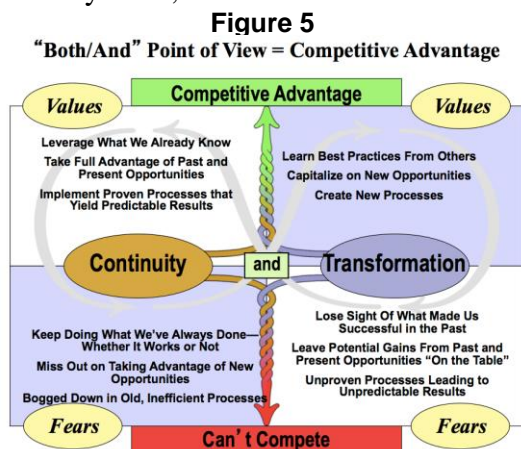 Figure 5
“Both/And” Point of View = Competitive Advantage
Values
Competitive Advantage
Values
Leverage What We Already Know
Take Full Advantage of Past and
Present Opportunities
Implement Proven Processes that
Yield Predictable Results
Learn Best Practices From Others
Capitalize on New Opportunities
Create New Processes
Continuity
and
Transformation
Keep Doing What We've Always Done—
Whether It Works or Not
Miss Out on Taking Advantage of New
Opportunities
Bogged Down in Old, Inefficient Processes
Lose Sight Of What Made Us
Successful in the Past
Leave Potential Gains From Past and
Present Opportunities “On the Table”
Unproven Processes Leading to
Unpredictable Results
Fears
Can't Compete
Fears